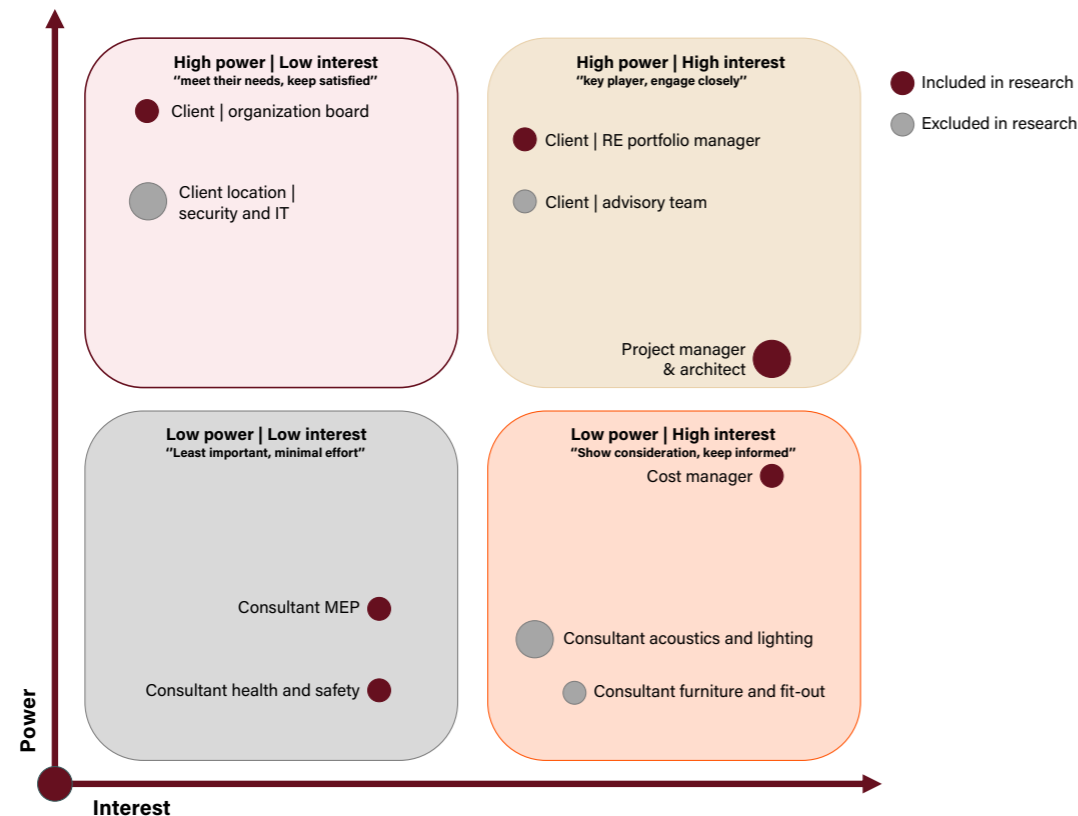 High power | Low interest
"meet their needs, keep satisfied"
Client | organization board
Client location |
security and IT
High power | High interest
"key player, engage closely"
Client | RE portfolio manager
Client | advisory team
Project manager
& architect
Included in research
Excluded in research
Low power | Low interest
"Least important, minimal effort"
Consultant MEP
Consultant health and safety
Low power | High interest
"Show consideration, keep informed"
Cost manager
Consultant acoustics and lighting
Consultant furniture and fit-out
Power
Interest